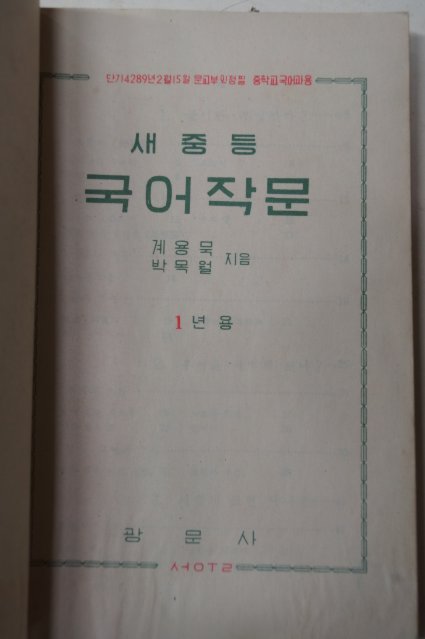 단기4289년2월15일 문교부 인정필 중학교국어과용
새중등
국어작문
계용묵
박목월 지음
1년용
광문사
서울